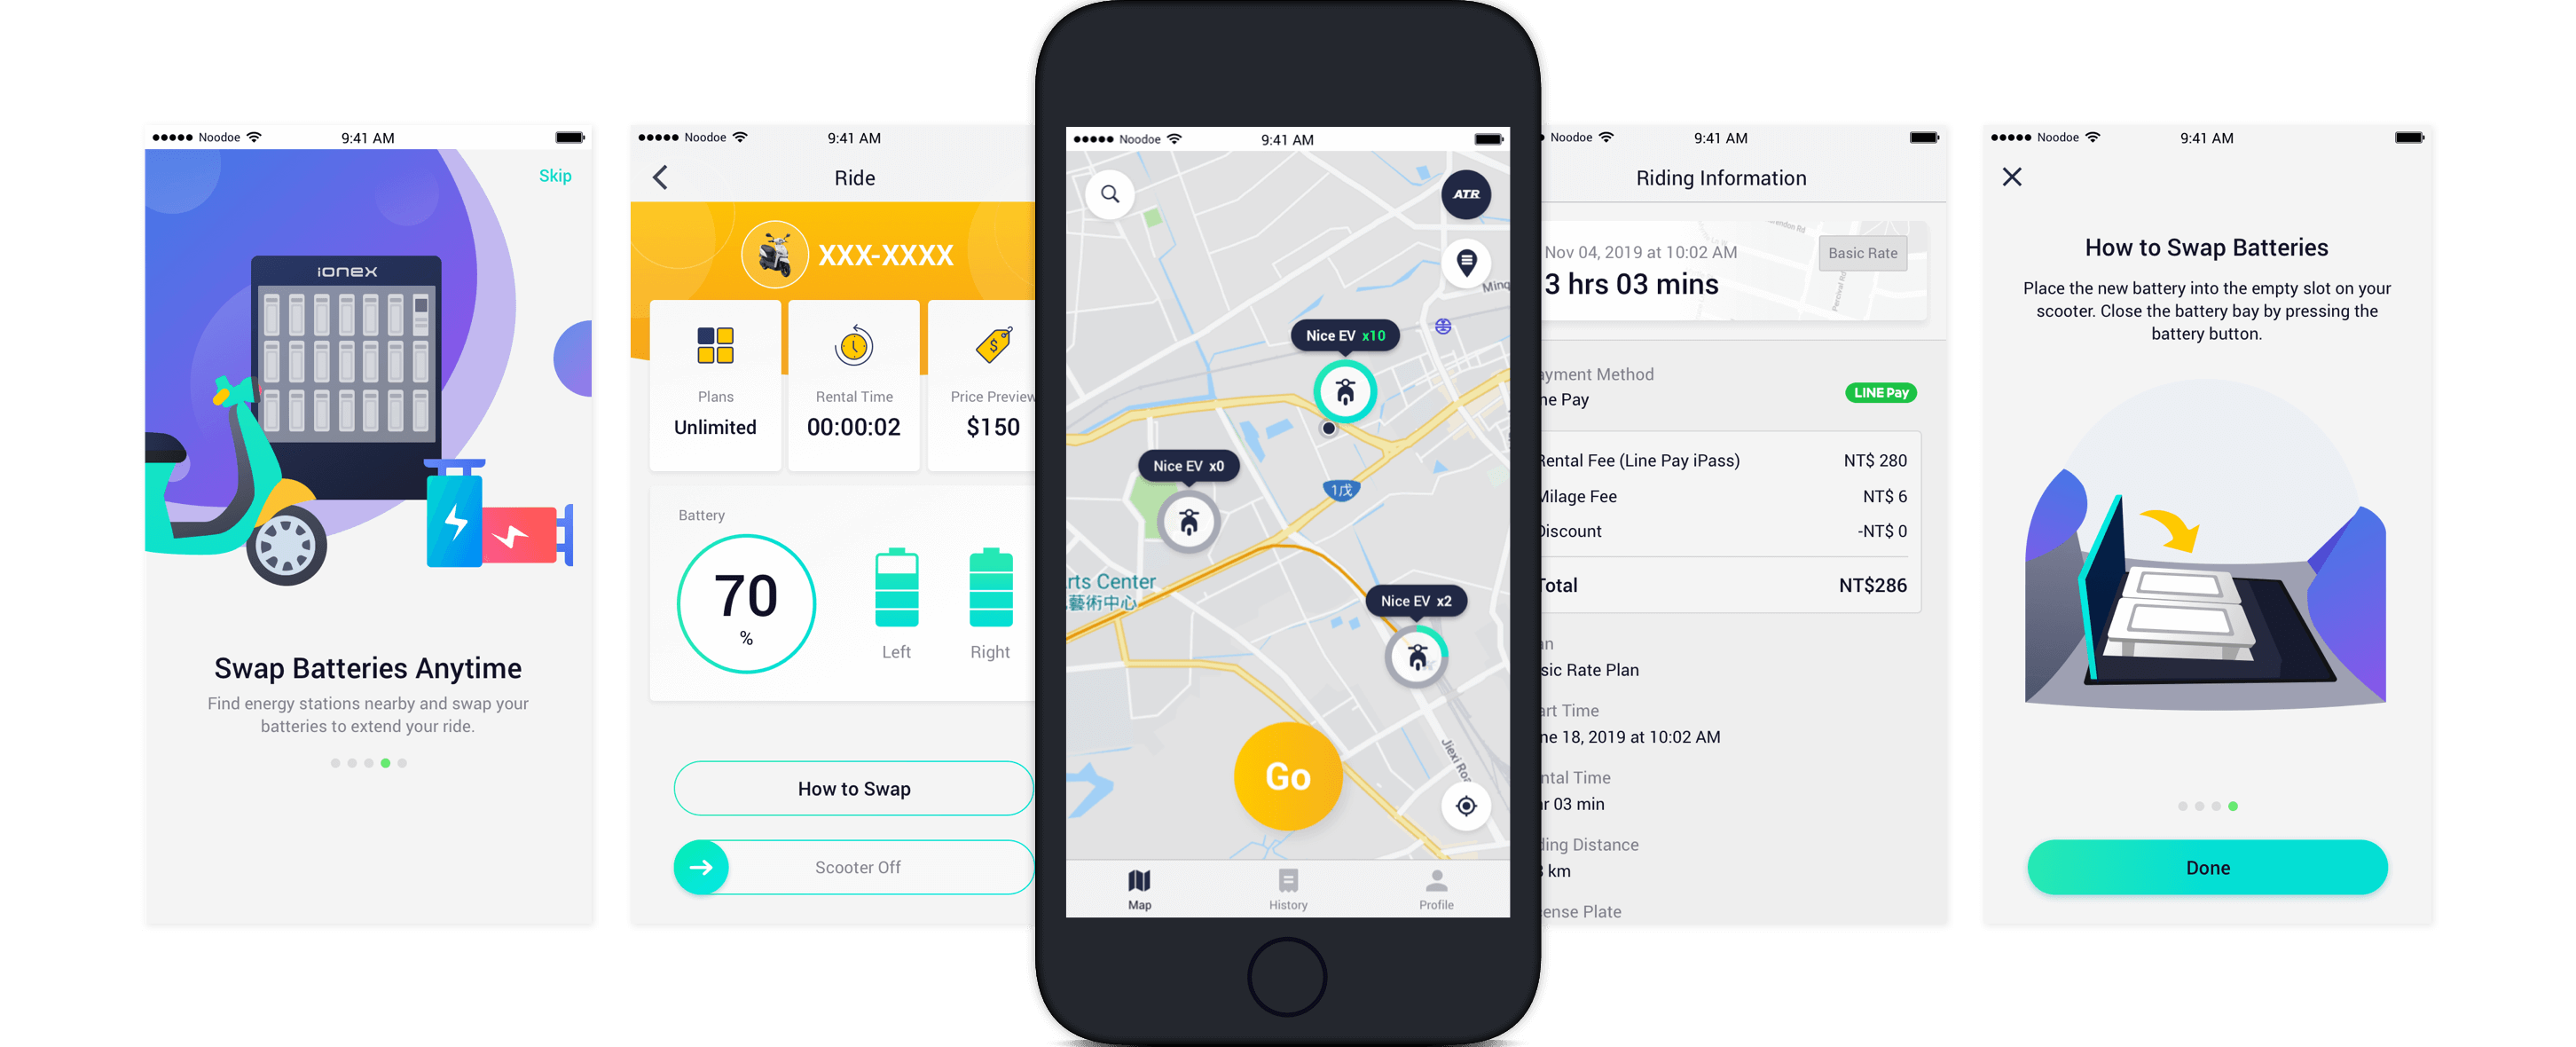 Noodoe
9:41 AM
Skip
ionex
Swap Batteries Anytime
Find energy stations nearby and swap your
batteries to extend your ride.
Noodoe
9:41 AM
Ride
XXX-XXXX
Plans
Unlimited
Rental Time
00:00:02
Price Preview
$150
Battery
70
%
Left
Right
How to Swap
Scooter Off
Noodoe
9:41 AM
ATR
Minq
Nice EV x10
Nice EV x0
1戊
rts Center
藝術中心
Nice EV x2
Jiexi Roa
Go
Map
History
Profile
Noodoe
9:41 AM
Riding Information
Nov 04, 2019 at 10:02 AM
3 hrs 03 mins
Basic Rate
Percival Rd
ayment Method
ne Pay
LINE Pay
Rental Fee (Line Pay iPass)
NT$ 280
Milage Fee
NT$ 6
Discount
-NT$ 0
Total
NT$286
an
sic Rate Plan
art Time
ne 18, 2019 at 10:02 AM
ntal Time
r 03 min
ding Distance
km
ense Plate
Noodoe
9:41 AM
How to Swap Batteries
Place the new battery into the empty slot on your
scooter. Close the battery bay by pressing the
battery button.
Done